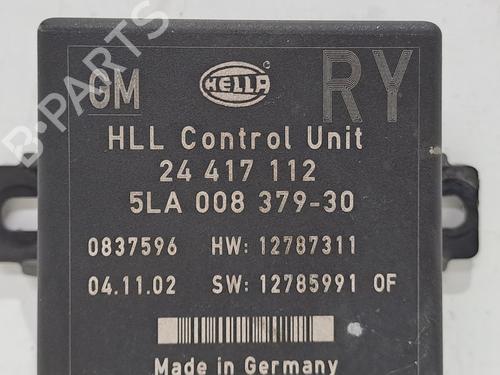 GM HELLA RY
HLL Control Unit
24 417 112
5LA 008 379-30
0837596 HW: 12787311
04.11.02 SW: 12785991 OF
Made in Germany
B-PARTS